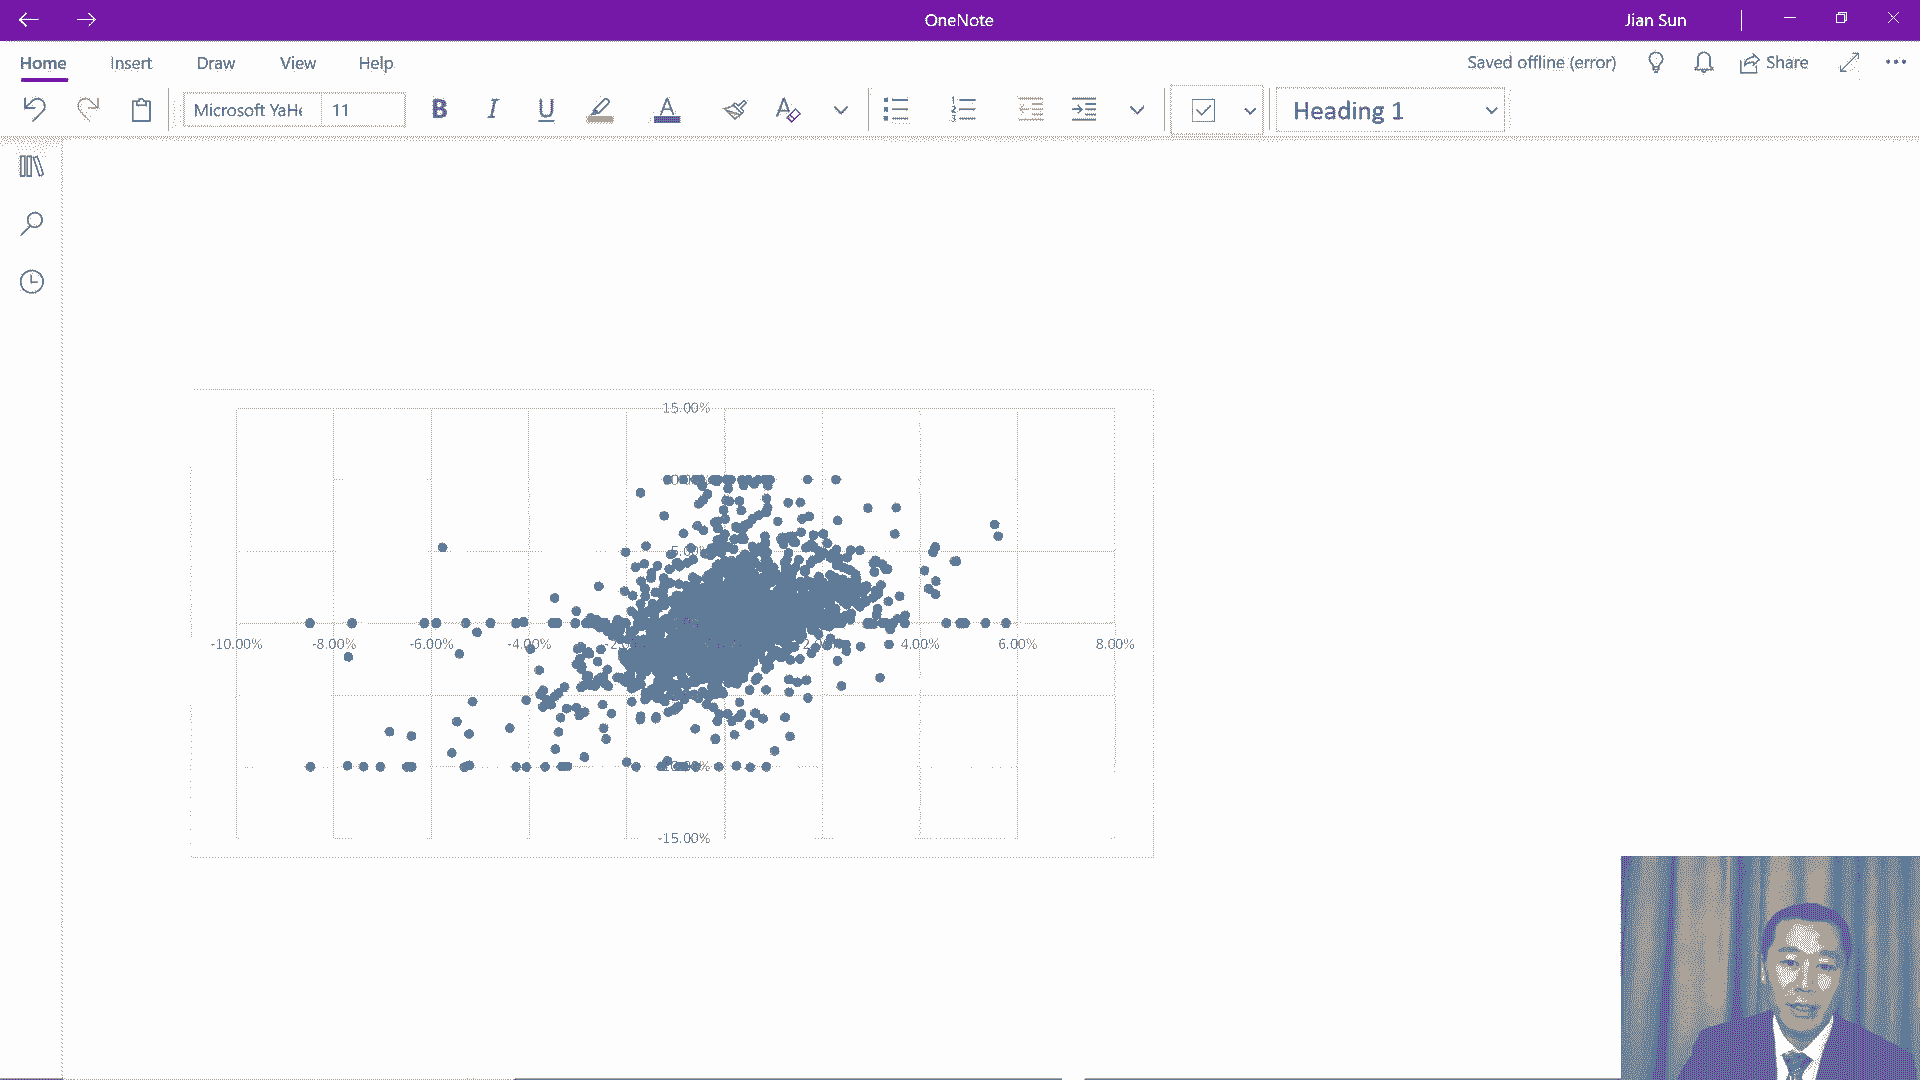 OneNote
Jian Sun
Home
Insert
Draw
View
Help
Saved offline (error)
Share
Microsoft YaHe
11
B
I
U
A
A
Heading 1
15.00%
-10.00%
-8.00%
-6.00%
-4.00%
4.00%
6.00%
8.00%
-15.00%